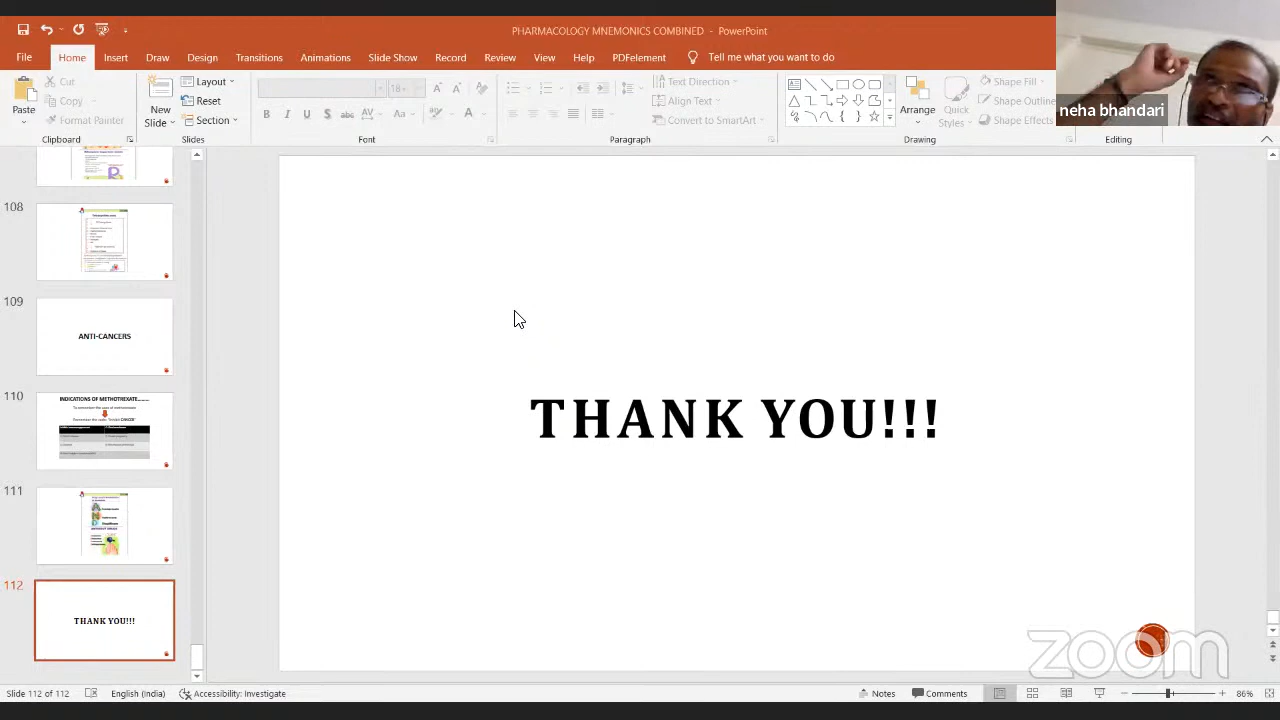 PHARMACOLOGY MNEMONICS COMBINED - PowerPoint
File Home Insert Draw Design Transitions Animations Slide Show Record Review View Help PDFelement Tell me what you want to do
Paste
Cut
Copy
Format Painter
Clipboard
New Slide
Layout
Reset
Section
Slides
18
B I U S abc AV Aa A
Font
Text Direction
Align Text
Convert to SmartArt
Paragraph
Arrange
Quick Styles
Shape Fill
Shape Outline
Shape Effects
Drawing
Editing
neha bhandari
108
109
ANTI-CANCERS
110
INDICATIONS OF METHOTREXATE
111
112
THANK YOU!!!
THANK YOU!!!
zoom
Slide 112 of 112 English (India) Accessibility: Investigate Notes Comments 86%